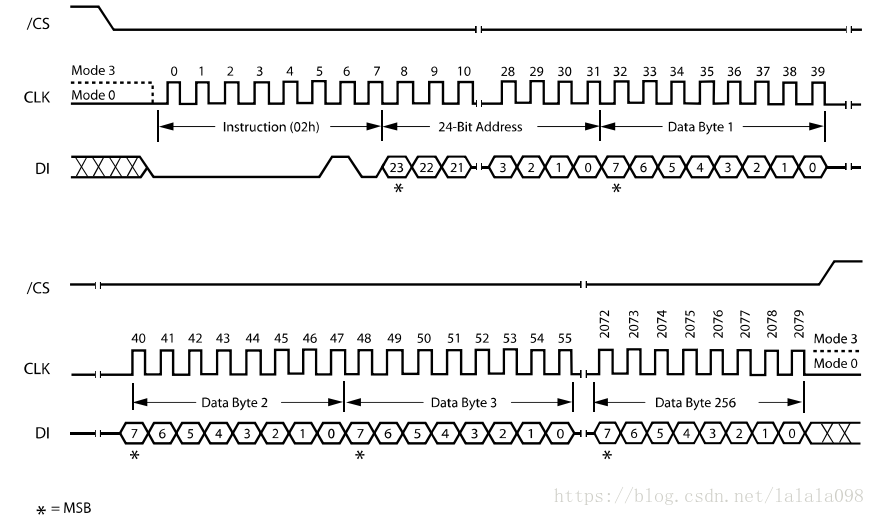 /CS
Mode 3 0 1 2 3 4 5 6 7 8 9 10 28 29 30 31 32 33 34 35 36 37 38 39
CLK Mode 0
Instruction (02h) 24-Bit Address Data Byte 1
DI 23 22 21 3 2 1 0 7 6 5 4 3 2 1 0
* *
/CS
40 41 42 43 44 45 46 47 48 49 50 51 52 53 54 55 2072 2073 2074 2075 2076 2077 2078 2079 Mode 3
CLK Mode 0
Data Byte 2 Data Byte 3 Data Byte 256
DI 7 6 5 4 3 2 1 0 7 6 5 4 3 2 1 0 7 6 5 4 3 2 1 0
* * *
https://blog.csdn.net/lalala098
* = MSB